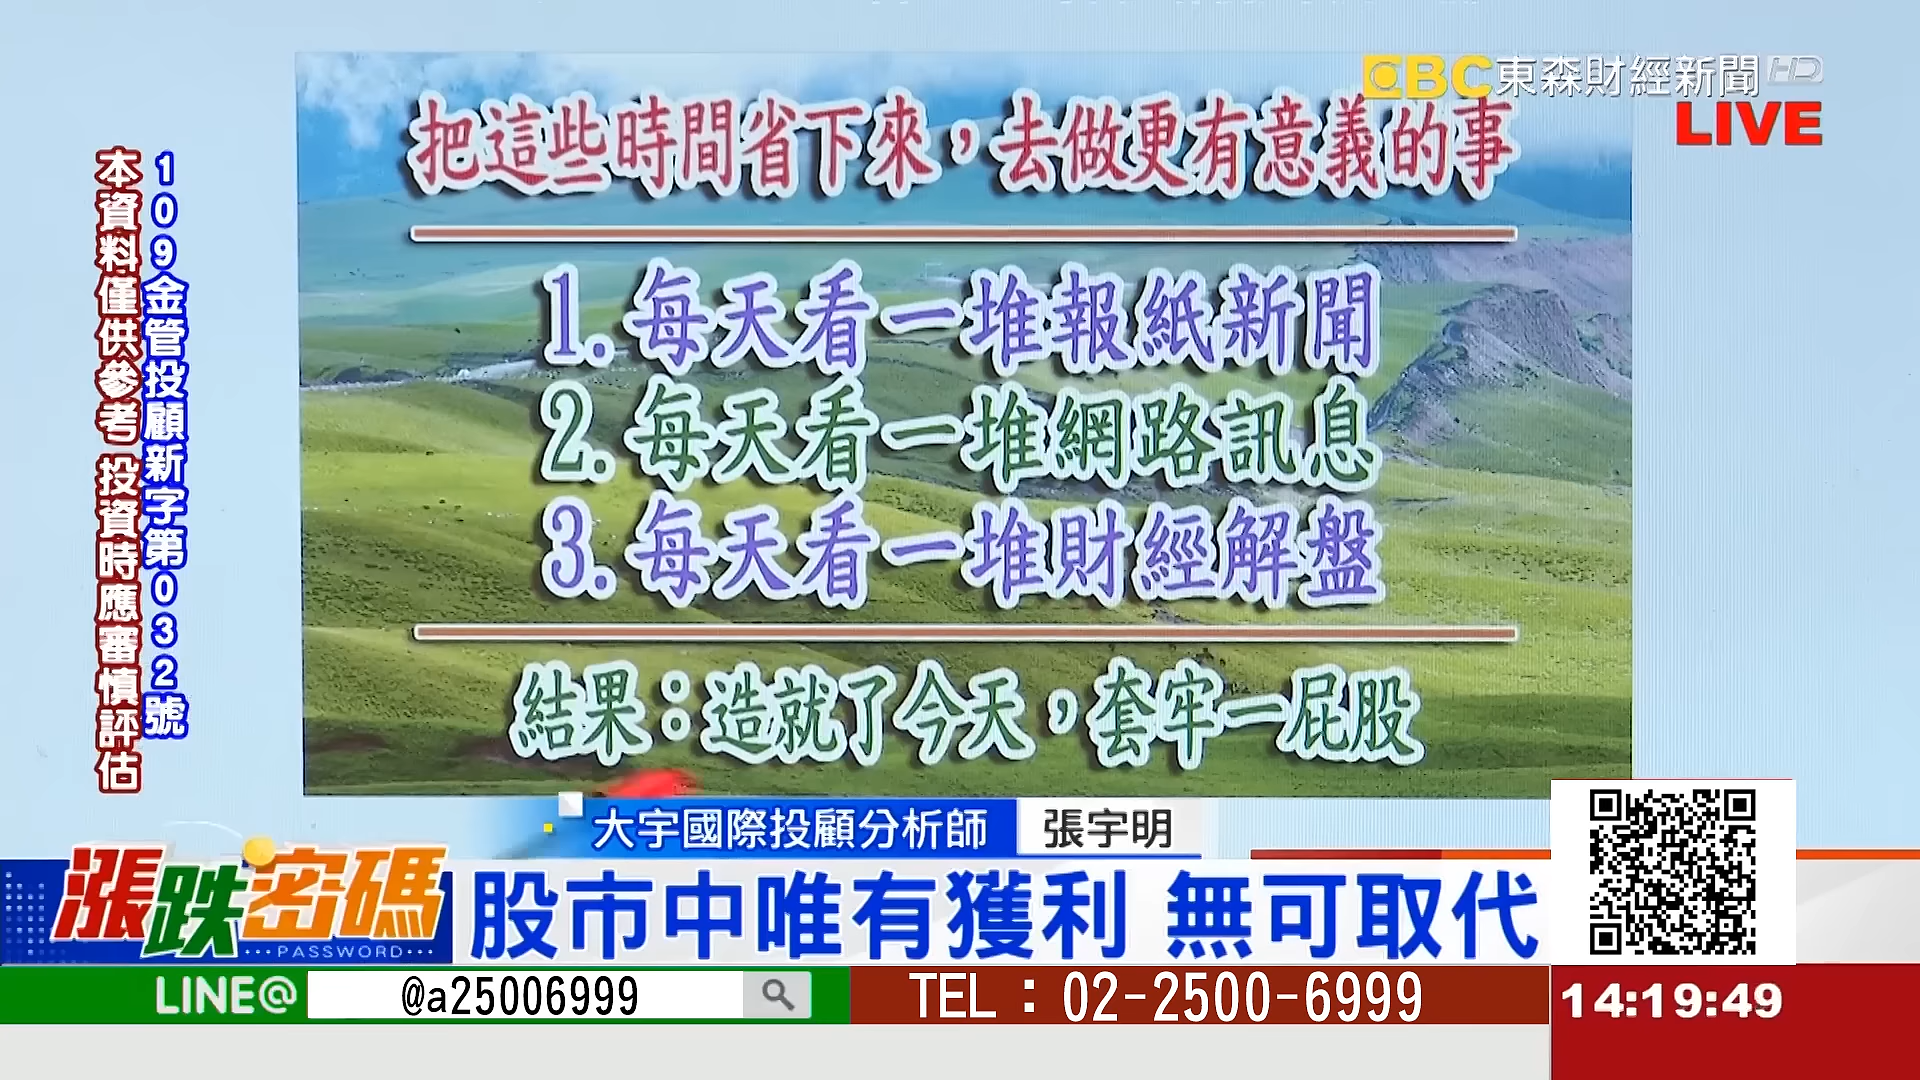 EBC東森財經新聞HD
LIVE
把這些時間省下來，去做更有意義的事
1.每天看一堆報紙新聞
2.每天看一堆網路訊息
3.每天看一堆財經解盤
結果：造就了今天，套牢一屁股
109金管投顧新字第032號
本資料僅供參考 投資時應審慎評估
大宇國際投顧分析師 張宇明
漲跌密碼
PASSWORD
股市中唯有獲利 無可取代
LINE@ @a25006999
TEL：02-2500-6999
14:19:49